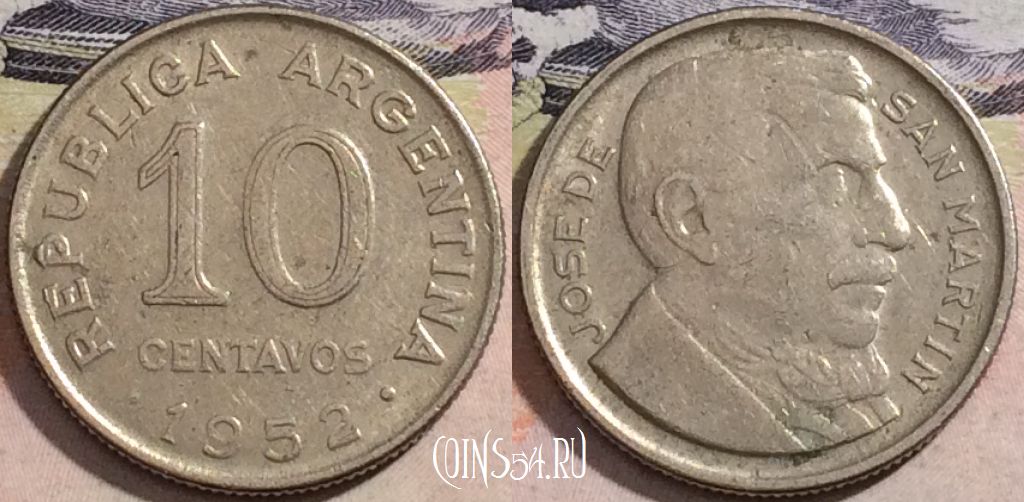 REPUBLICA ARGENTINA
10
CENTAVOS
1952
JOSE DE SAN MARTIN
COINS54.RU